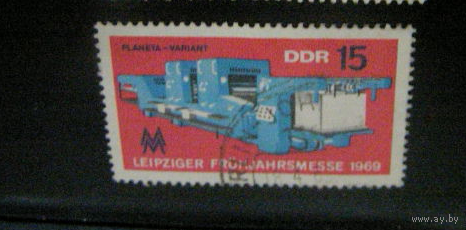 PLANETA-VARIANT
DDR 15
MM
LEIPZIGER FRÜHJAHRSMESSE 1969
www.ay.by